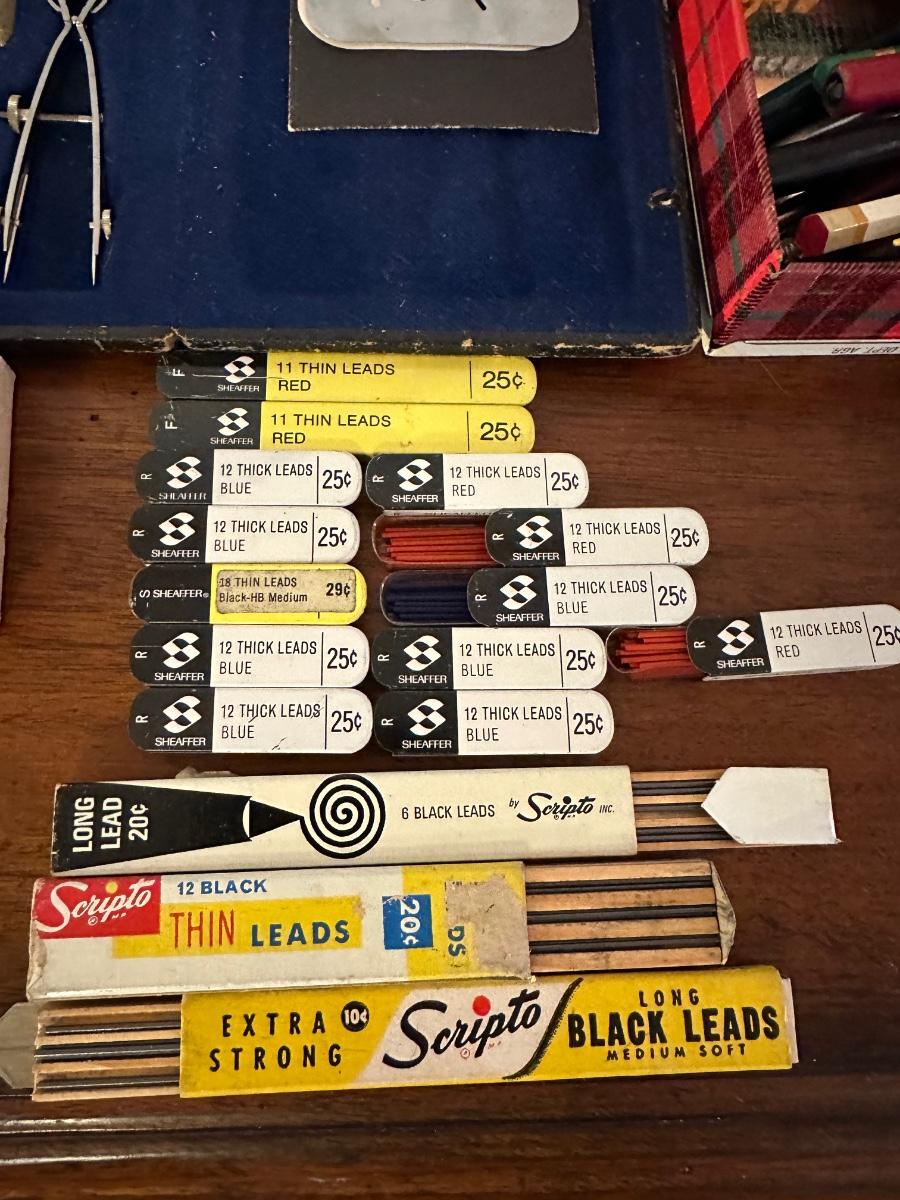 DEPT. AGR.
F SHEAFFER 11 THIN LEADS 25¢
RED
F SHEAFFER 11 THIN LEADS 25¢
RED
R SHEAFFER 12 THICK LEADS 25¢
BLUE
R SHEAFFER 12 THICK LEADS 25¢
RED
R SHEAFFER 12 THICK LEADS 25¢
BLUE
R SHEAFFER 12 THICK LEADS 25¢
RED
S SHEAFFER® 18 THIN LEADS 29¢
Black-HB Medium
R SHEAFFER 12 THICK LEADS 25¢
BLUE
R SHEAFFER 12 THICK LEADS 25¢
BLUE
R SHEAFFER 12 THICK LEADS 25¢
BLUE
R SHEAFFER 12 THICK LEADS 25¢
RED
R SHEAFFER 12 THICK LEADS 25¢
BLUE
R SHEAFFER 12 THICK LEADS 25¢
BLUE
LONG
LEAD
20¢
6 BLACK LEADS by Scripto INC.
Scripto
12 BLACK
THIN LEADS
20¢
DS
EXTRA 10¢
STRONG
Scripto
LONG
BLACK LEADS
MEDIUM SOFT